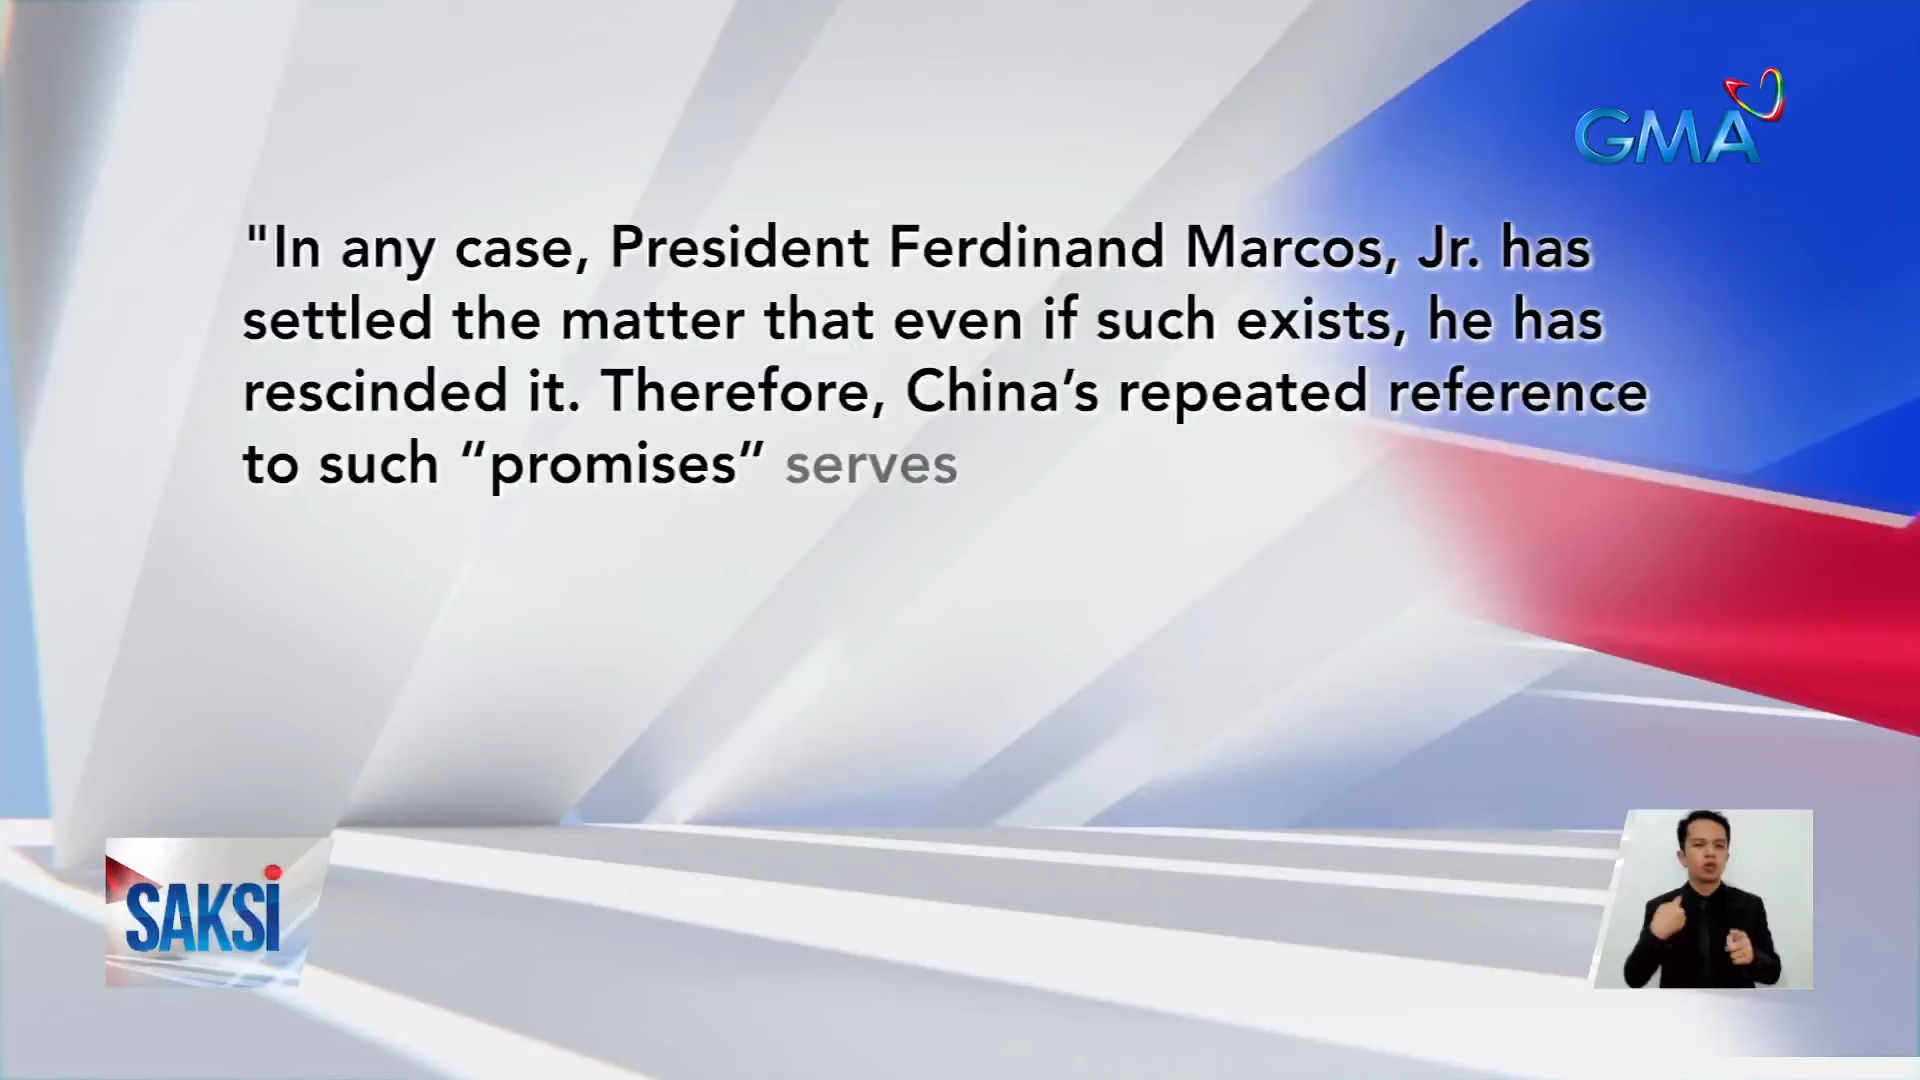 GMA
"In any case, President Ferdinand Marcos, Jr. has
settled the matter that even if such exists, he has
rescinded it. Therefore, China’s repeated reference
to such “promises” serves
SAKSi